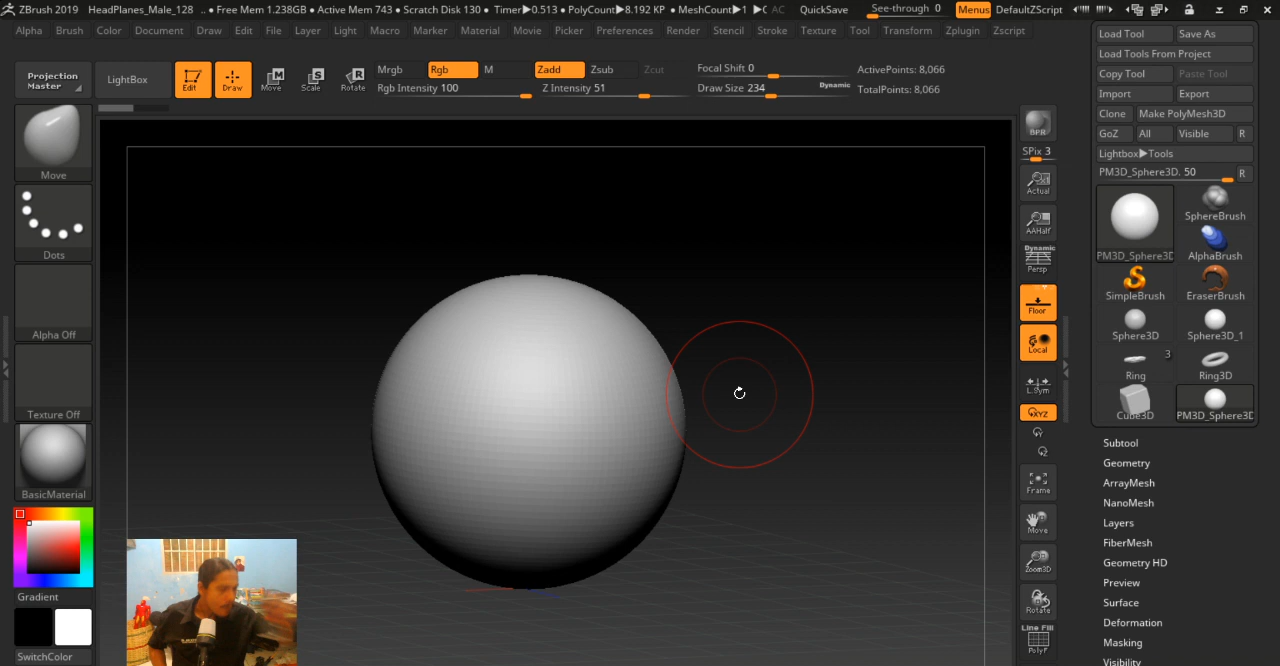 ZBrush 2019 HeadPlanes_Male_128 .. • Free Mem 1.238GB • Active Mem 743 • Scratch Disk 130 • Timer▶0.513 • PolyCount▶8.192 KP • MeshCount▶1 AC QuickSave See-through 0 Menus DefaultZScript
Alpha Brush Color Document Draw Edit File Layer Light Macro Marker Material Movie Picker Preferences Render Stencil Stroke Texture Tool Transform Zplugin Zscript
Projection
Master
LightBox
Edit
Draw
Move
Scale
Rotate
Mrgb Rgb M Zadd Zsub Zcut
Rgb Intensity 100 Z Intensity 51
Focal Shift 0
Draw Size 234 Dynamic
ActivePoints: 8,066
TotalPoints: 8,066
Move
Dots
Alpha Off
Texture Off
BasicMaterial
Gradient
SwitchColor
BPR
SPix 3
Actual
AAHalf
Dynamic
Persp
Floor
Local
L.Sym
XYZ
Frame
Move
Zoom3D
Rotate
Line Fill
PolyF
Load Tool Save As
Load Tools From Project
Copy Tool Paste Tool
Import Export
Clone Make PolyMesh3D
GoZ All Visible R
Lightbox▶Tools
PM3D_Sphere3D. 50 R
PM3D_Sphere3D
SphereBrush
AlphaBrush
SimpleBrush EraserBrush
Sphere3D Sphere3D_1
3
Ring Ring3D
Cube3D PM3D_Sphere3D
Subtool
Geometry
ArrayMesh
NanoMesh
Layers
FiberMesh
Geometry HD
Preview
Surface
Deformation
Masking
Visibility